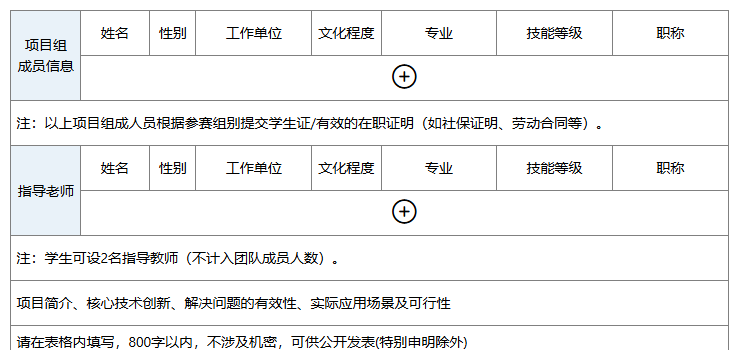 项目组
成员信息
姓名 性别 工作单位 文化程度 专业 技能等级 职称
注：以上项目组成人员根据参赛组别提交学生证/有效的在职证明（如社保证明、劳动合同等）。
指导老师
姓名 性别 工作单位 文化程度 专业 技能等级 职称
注：学生可设2名指导教师（不计入团队成员人数）。
项目简介、核心技术创新、解决问题的有效性、实际应用场景及可行性
请在表格内填写，800字以内，不涉及机密，可供公开发表(特别申明除外)